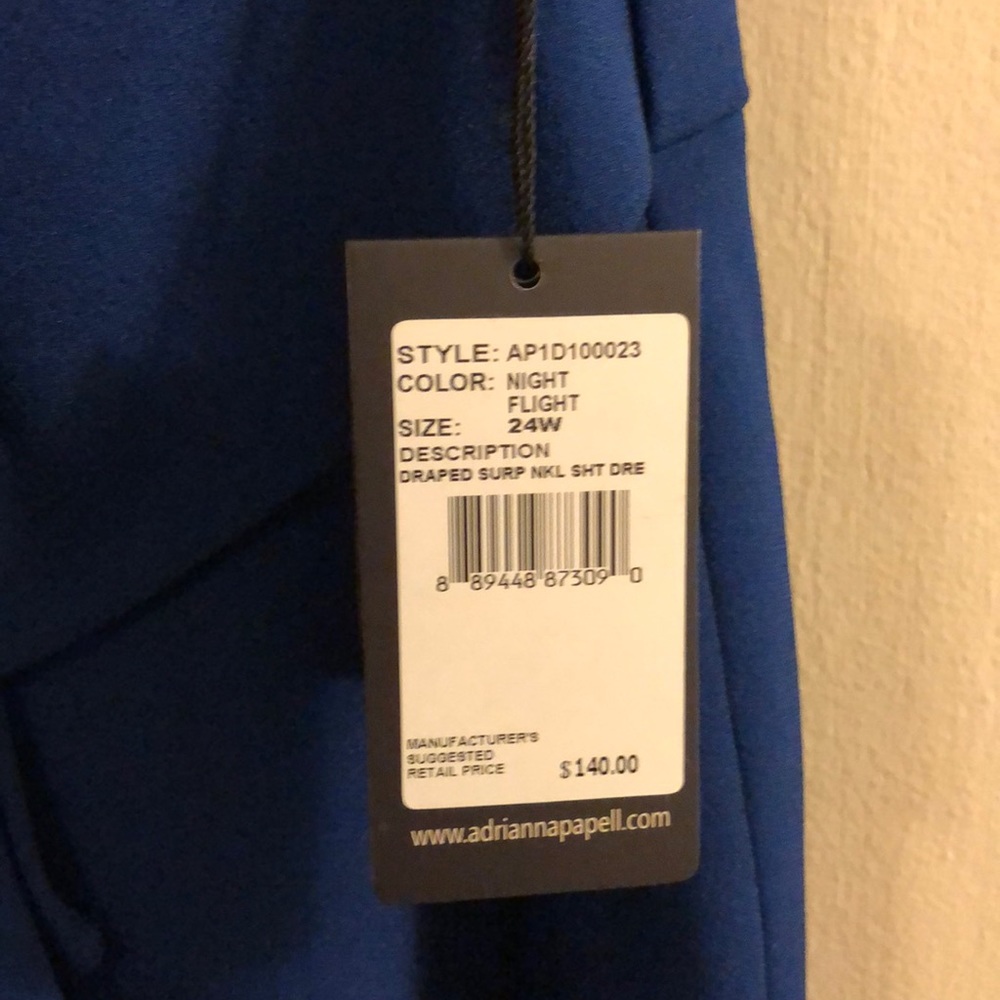 STYLE: AP1D100023
COLOR: NIGHT
FLIGHT
SIZE: 24W
DESCRIPTION
DRAPED SURP NKL SHT DRE
8 89448 87309 0
MANUFACTURER'S
SUGGESTED
RETAIL PRICE $140.00
www.adriannapapell.com